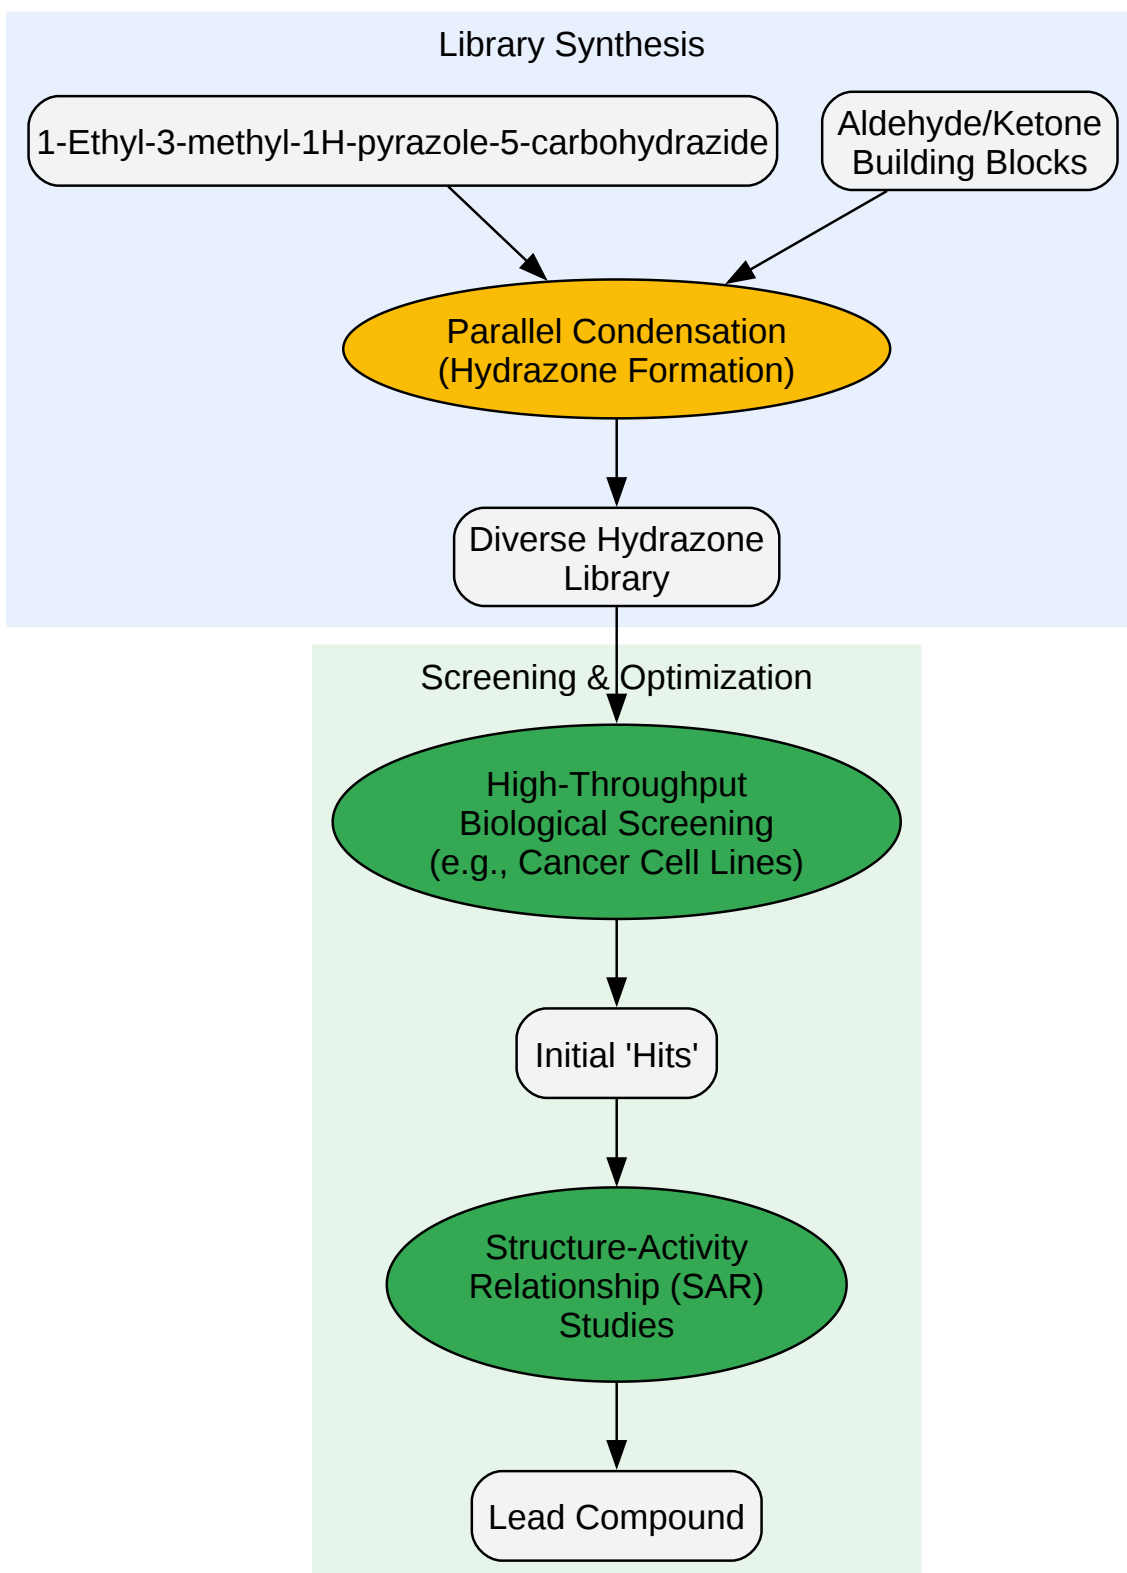 Library Synthesis
1-Ethyl-3-methyl-1H-pyrazole-5-carbohydrazide
Aldehyde/Ketone
Building Blocks
Parallel Condensation
(Hydrazone Formation)
Diverse Hydrazone
Library
Screening & Optimization
High-Throughput
Biological Screening
(e.g., Cancer Cell Lines)
Initial 'Hits'
Structure-Activity
Relationship (SAR)
Studies
Lead Compound